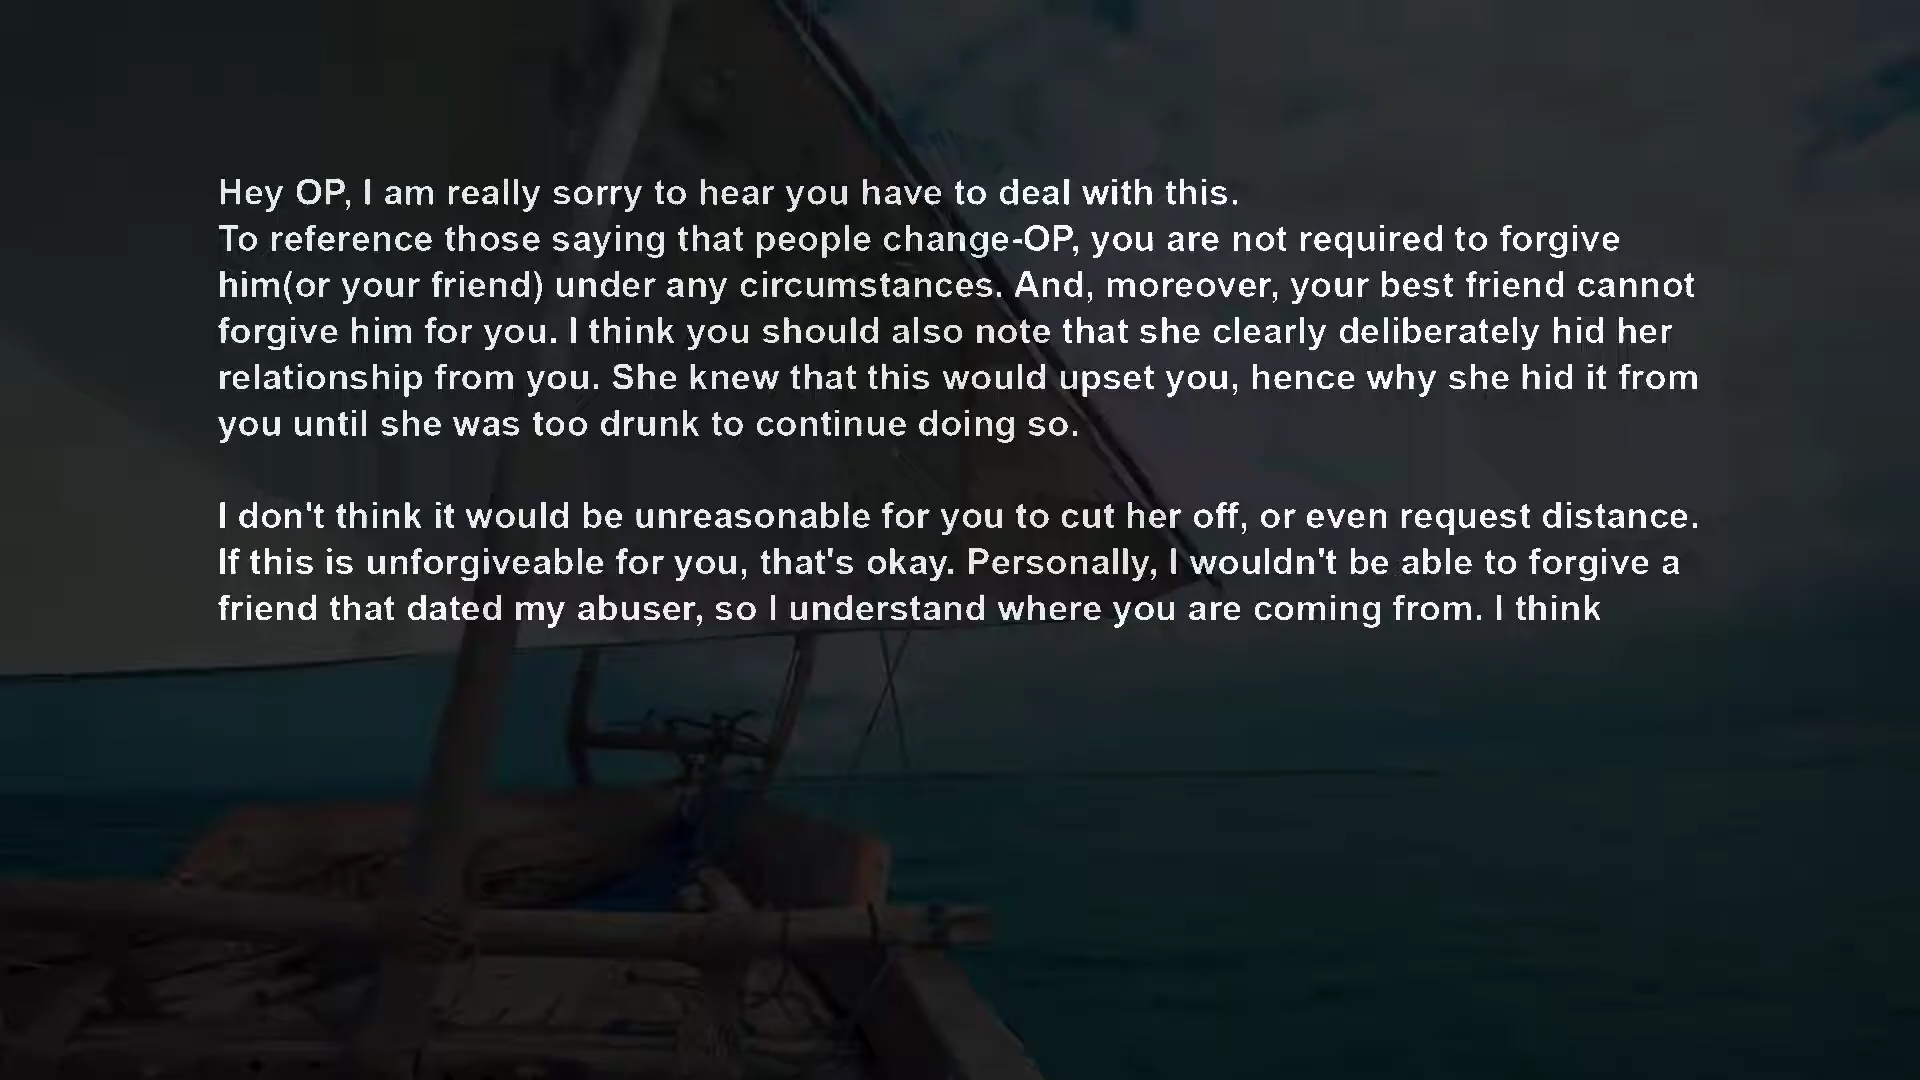 Hey OP, I am really sorry to hear you have to deal with this.
To reference those saying that people change-OP, you are not required to forgive
him(or your friend) under any circumstances. And, moreover, your best friend cannot
forgive him for you. I think you should also note that she clearly deliberately hid her
relationship from you. She knew that this would upset you, hence why she hid it from
you until she was too drunk to continue doing so.
I don't think it would be unreasonable for you to cut her off, or even request distance.
If this is unforgiveable for you, that's okay. Personally, I wouldn't be able to forgive a
friend that dated my abuser, so I understand where you are coming from. I think